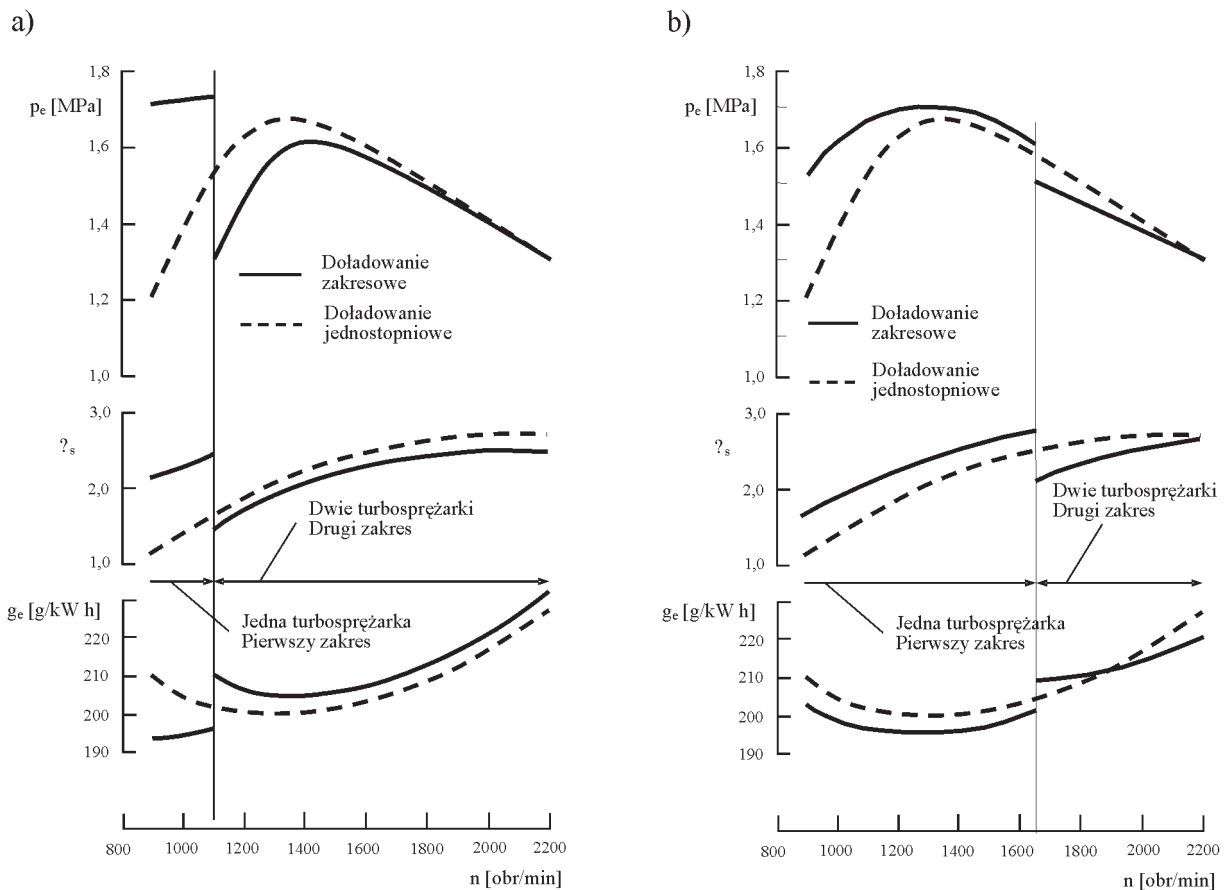 a)
1,8
pe [MPa]
1,6
1,4
1,2
1,0
Doładowanie
zakresowe
Doładowanie
jednostopniowe
3,0
?s
2,0
1,0
Dwie turbosprężarki
Drugi zakres
ge [g/kW h]
220
210
200
190
Jedna turbosprężarka
Pierwszy zakres
800 1000 1200 1400 1600 1800 2000 2200
n [obr/min]
b)
1,8
pe [MPa]
1,6
1,4
1,2
1,0
Doładowanie
zakresowe
Doładowanie
jednostopniowe
3,0
?s
2,0
1,0
Dwie turbosprężarki
Drugi zakres
ge [g/kW h]
220
210
200
190
Jedna turbosprężarka
Pierwszy zakres
800 1000 1200 1400 1600 1800 2000 2200
n [obr/min]